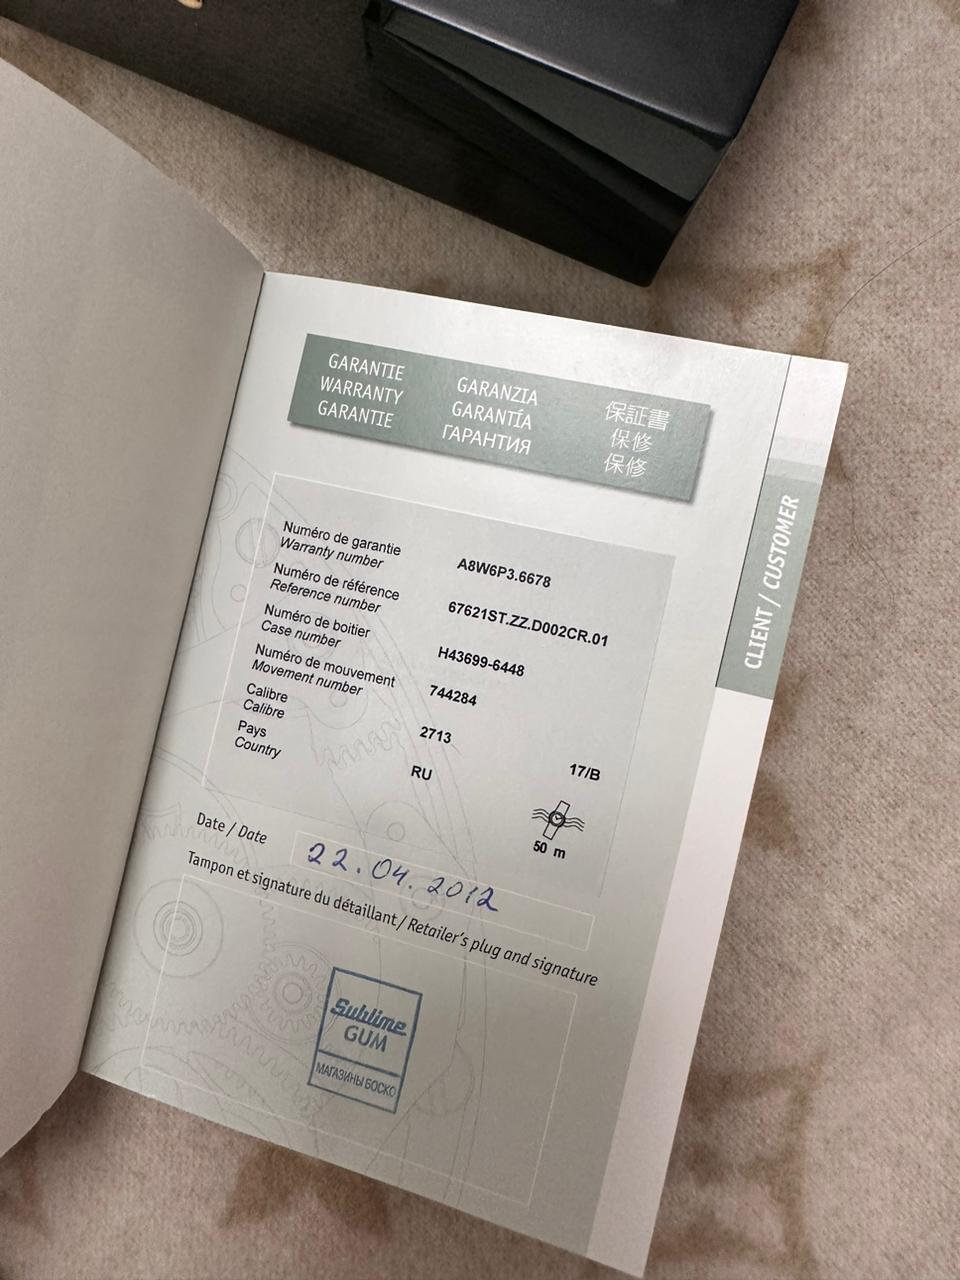 GARANTIE
WARRANTY
GARANTIE
GARANZIA
GARANTÍA
ГАРАНТИЯ
保証書
保修
保修
CLIENT / CUSTOMER
Numéro de garantie
Warranty number
A8W6P3.6678
Numéro de référence
Reference number
67621ST.ZZ.D002CR.01
Numéro de boitier
Case number
H43699-6448
Numéro de mouvement
Movement number
744284
Calibre
Calibre
2713
Pays
Country
RU
17/B
50 m
Date / Date
22.04.2012
Tampon et signature du détaillant / Retailer's plug and signature
Sublime
GUM
МАГАЗИНЫ БОСКО